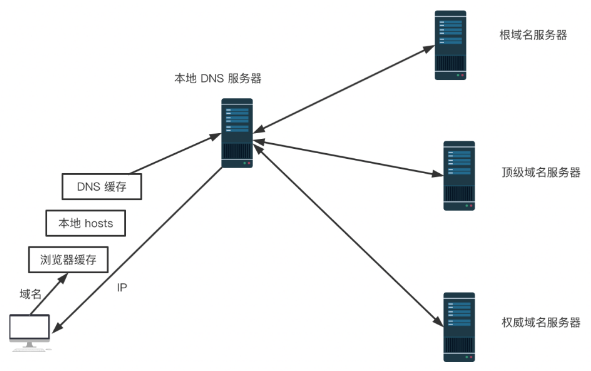 根域名服务器
本地 DNS 服务器
顶级域名服务器
DNS 缓存
本地 hosts
浏览器缓存
域名
IP
权威域名服务器